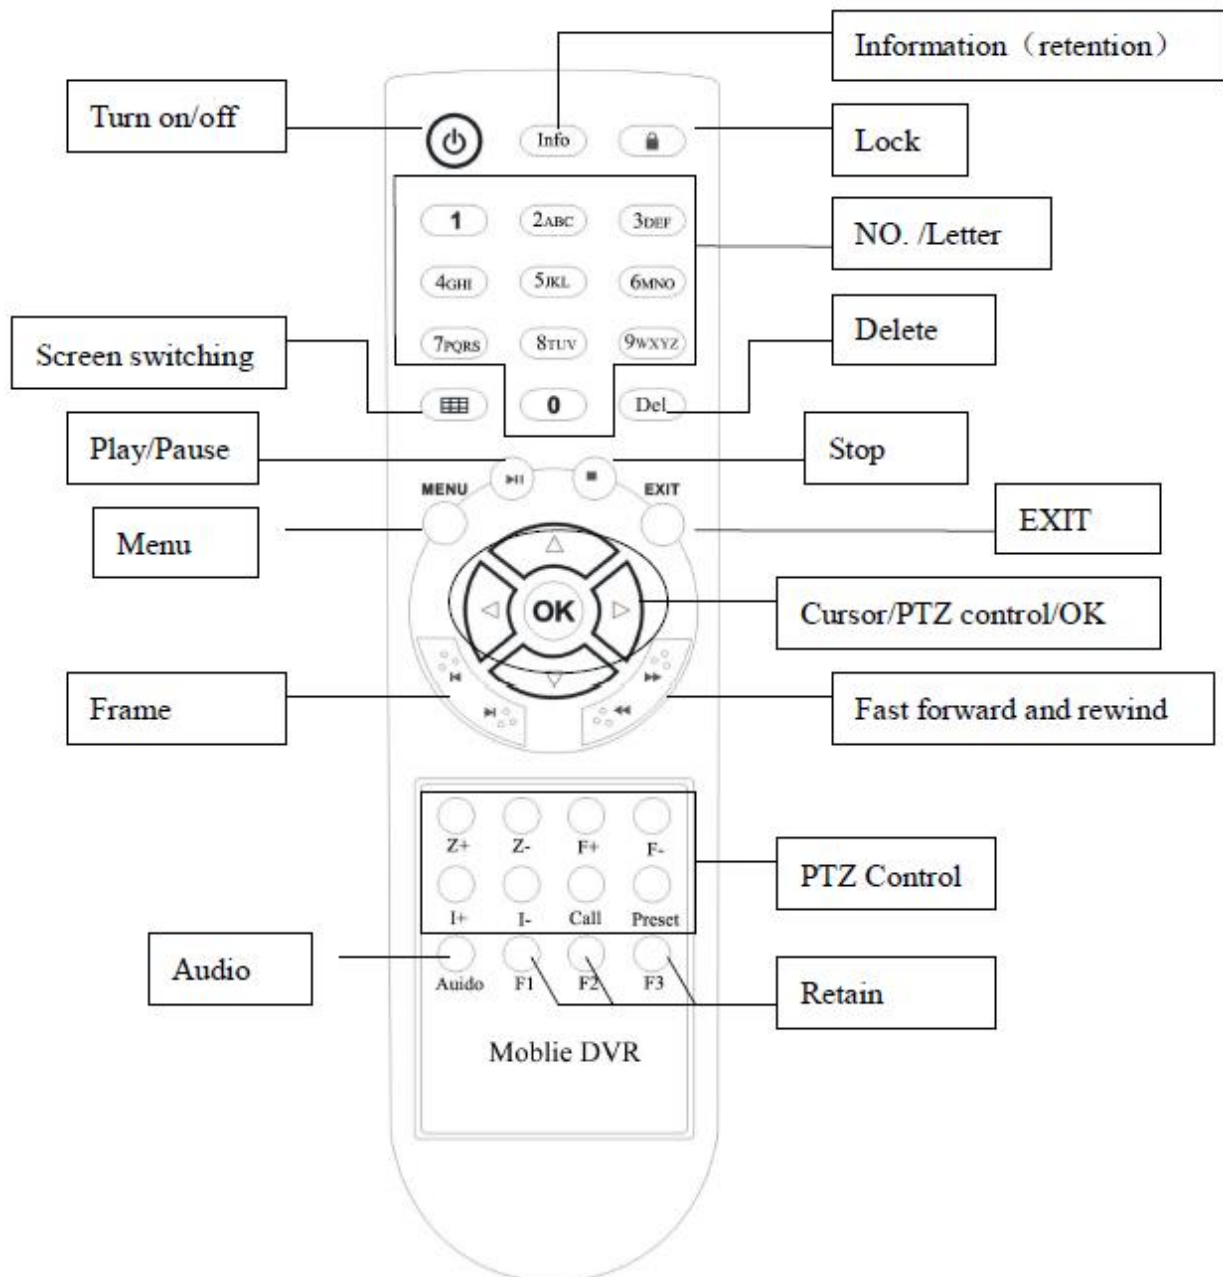 Information（retention）
Turn on/off
Info
Lock
1 2ABC 3DEF
NO. /Letter
4GHI 5JKL 6MNO
Delete
7PQRS 8TUV 9WXYZ
Screen switching
0 Del
Play/Pause
Stop
MENU EXIT
Menu
EXIT
OK
Cursor/PTZ control/OK
Frame
Fast forward and rewind
Z+ Z- F+ F-
PTZ Control
I+ I- Call Preset
Audio
Auido F1 F2 F3
Retain
Moblie DVR